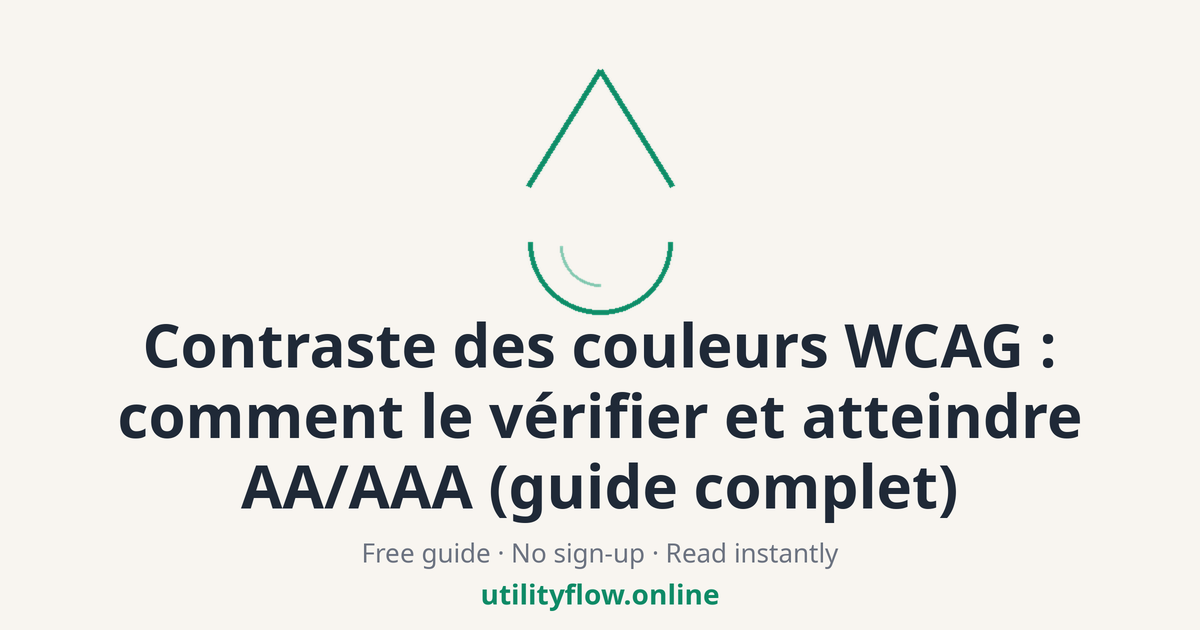 Contraste des couleurs WCAG :
comment le vérifier et atteindre
AA/AAA (guide complet)
Free guide · No sign-up · Read instantly
utilityflow.online